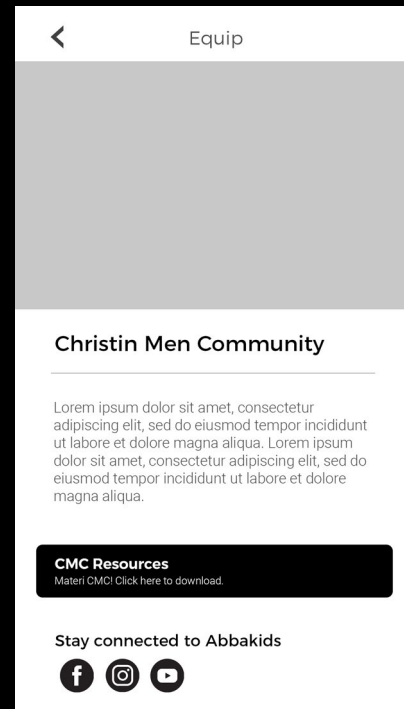 Equip
Christin Men Community
Lorem ipsum dolor sit amet, consectetur
adipiscing elit, sed do eiusmod tempor incididunt
ut labore et dolore magna aliqua. Lorem ipsum
dolor sit amet, consectetur adipiscing elit, sed do
eiusmod tempor incididunt ut labore et dolore
magna aliqua.
CMC Resources
Materi CMC! Click here to download.
Stay connected to Abbakids